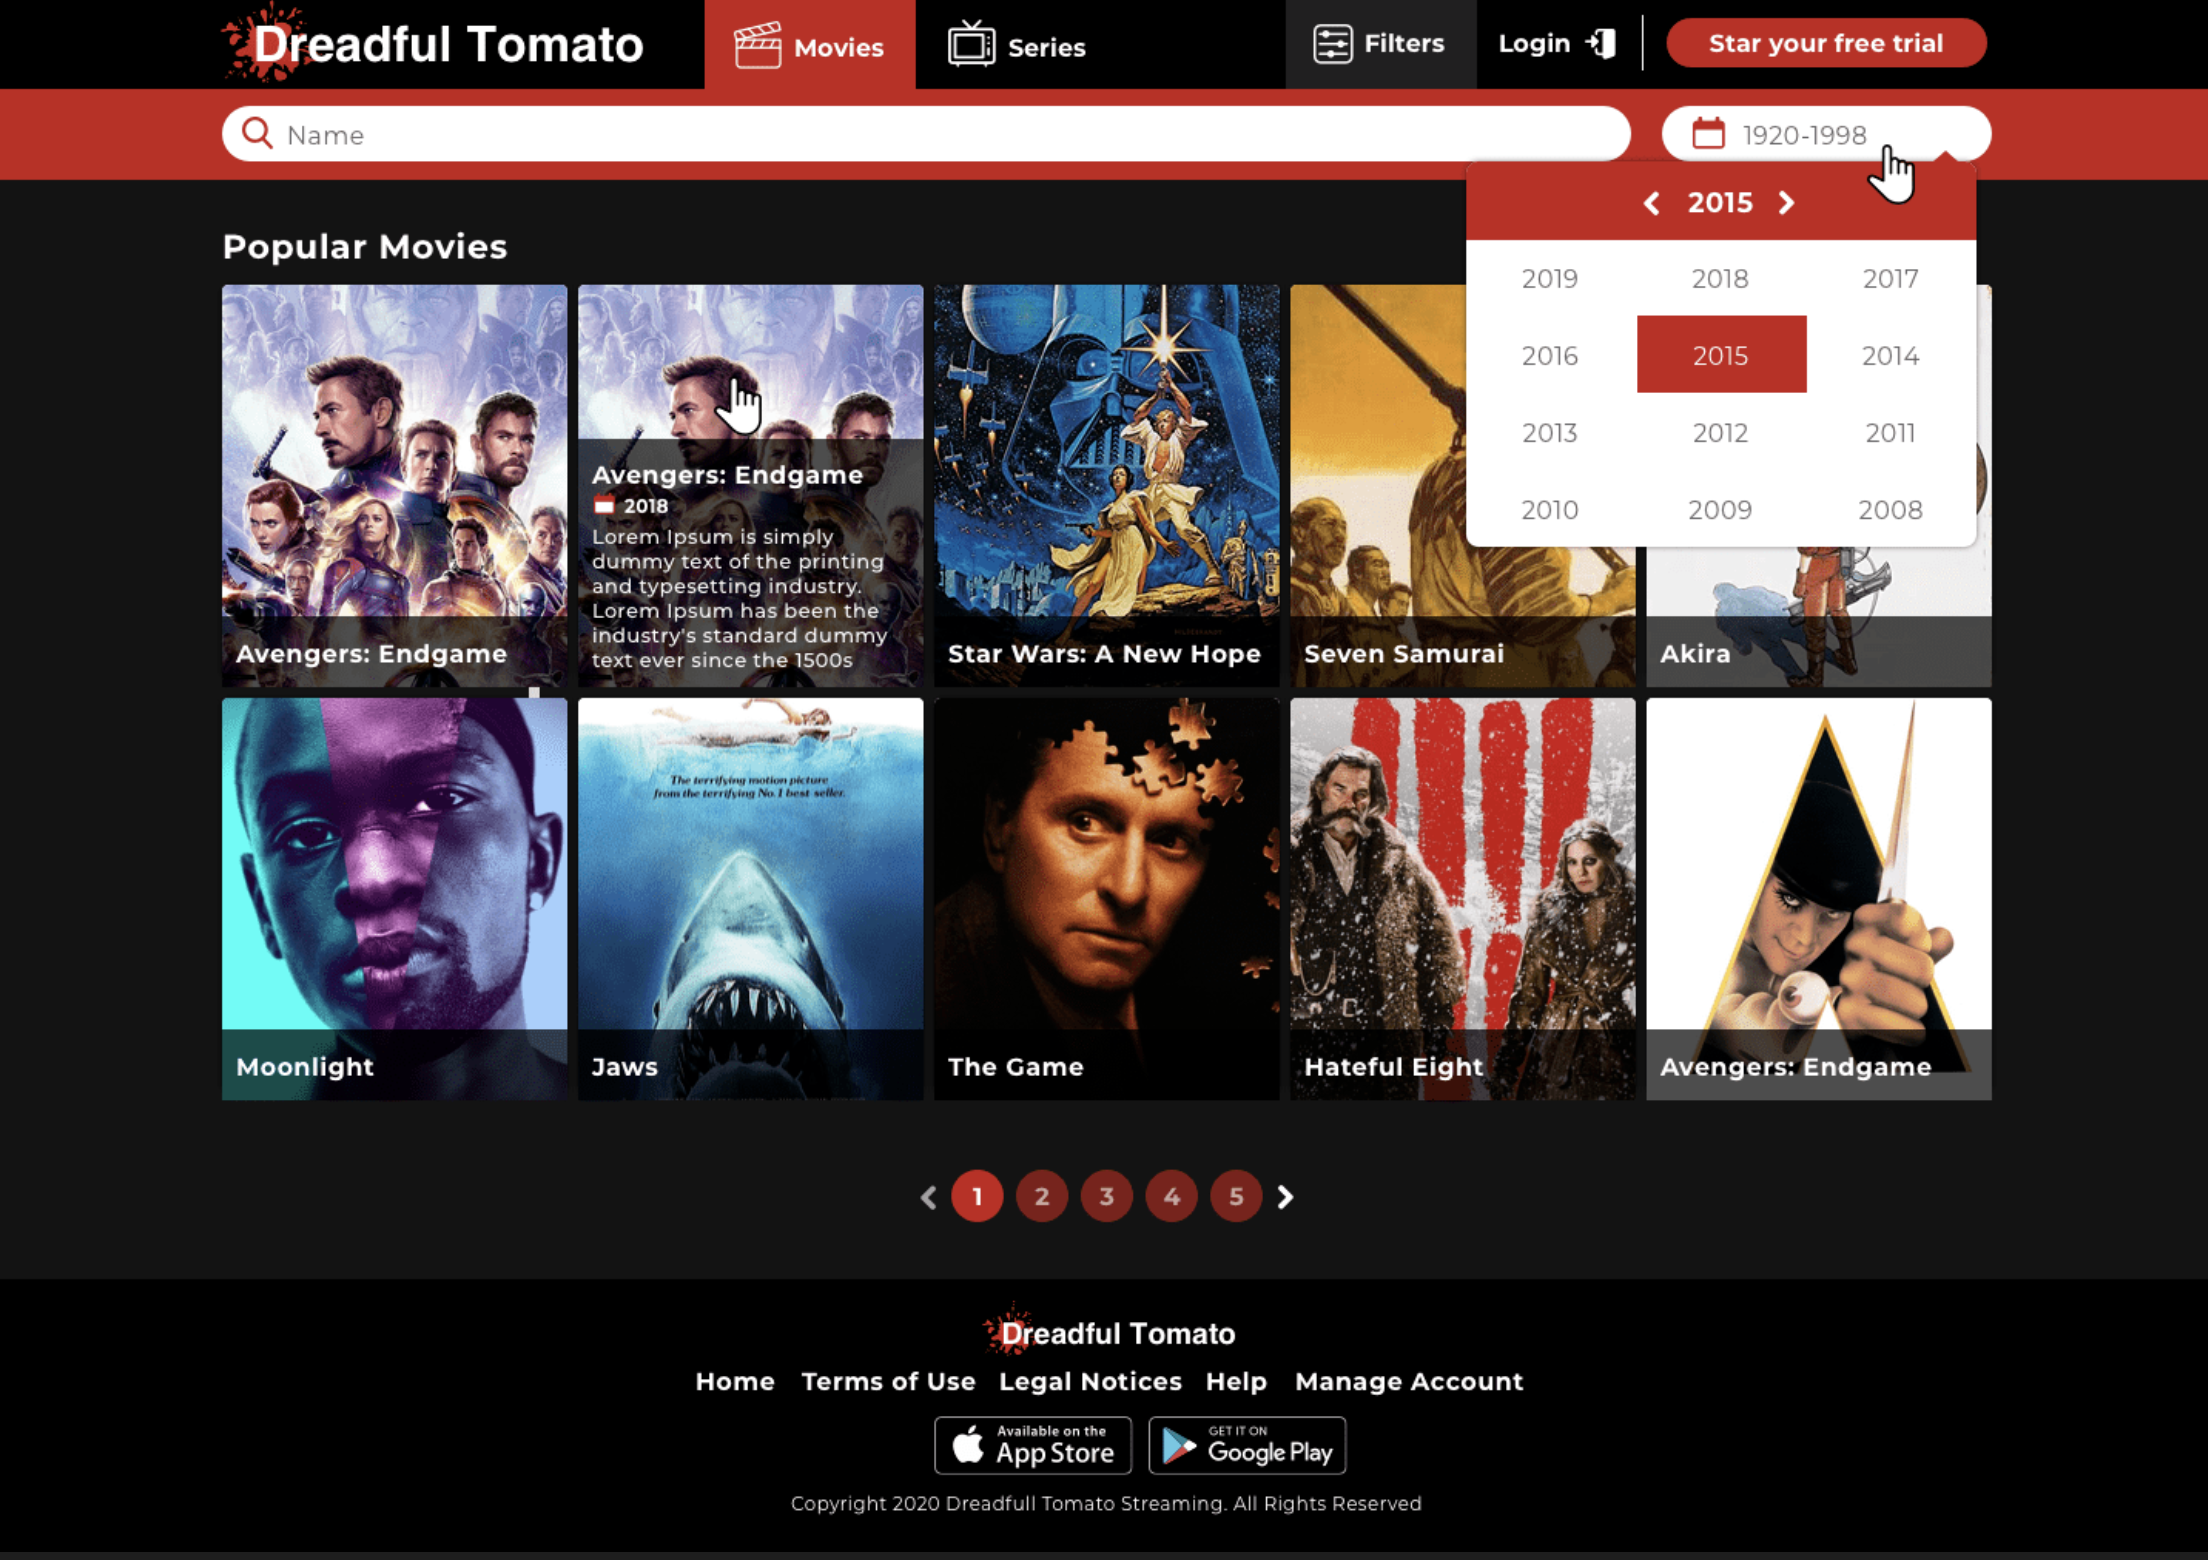 Dreadful Tomato
Movies
Series
Filters
Login
Star your free trial
Name
1920-1998
2015
2019 2018 2017
2016 2015 2014
2013 2012 2011
2010 2009 2008
Popular Movies
Avengers: Endgame
Avengers: Endgame
2018
Lorem Ipsum is simply
dummy text of the printing
and typesetting industry.
Lorem Ipsum has been the
industry's standard dummy
text ever since the 1500s
Star Wars: A New Hope
Seven Samurai
Akira
The terrifying motion picture
from the terrifying No. 1 best seller.
Moonlight
Jaws
The Game
Hateful Eight
Avengers: Endgame
1 2 3 4 5
Dreadful Tomato
Home Terms of Use Legal Notices Help Manage Account
Available on the
App Store
GET IT ON
Google Play
Copyright 2020 Dreadfull Tomato Streaming. All Rights Reserved